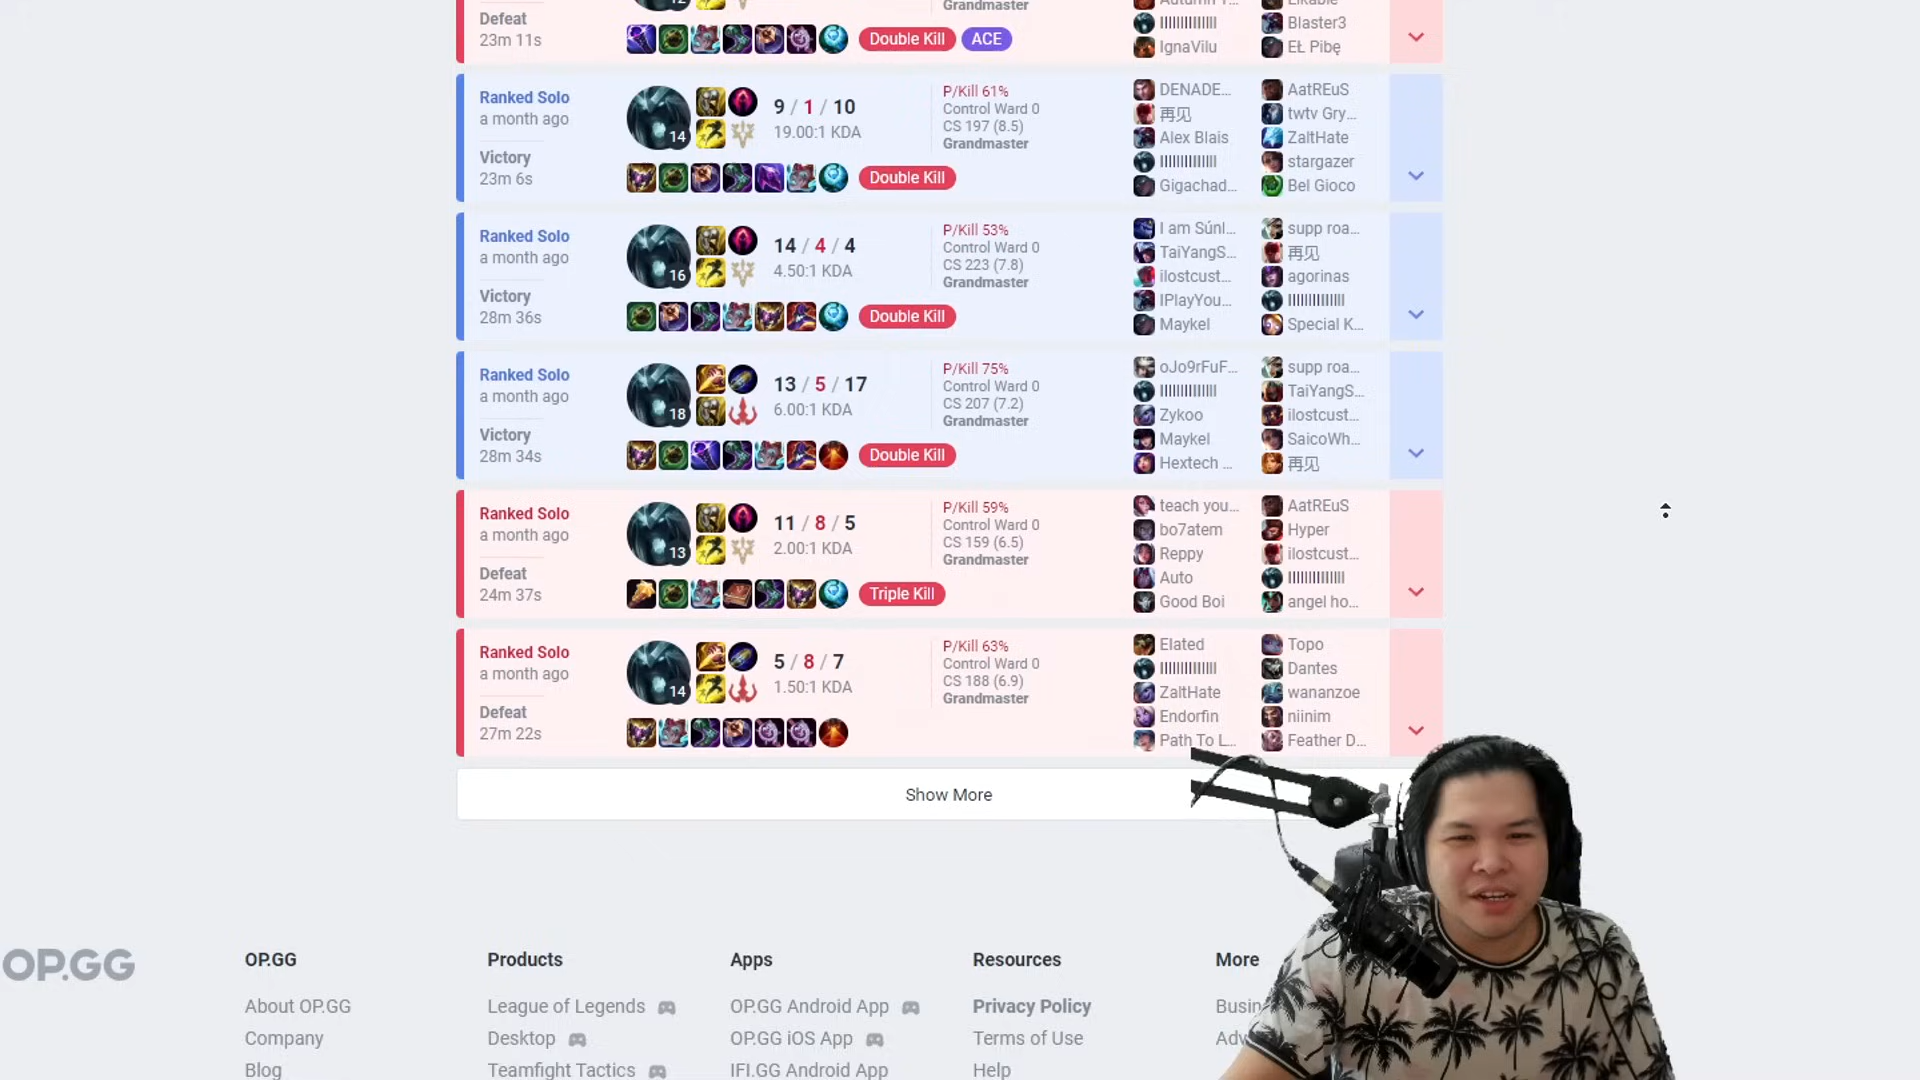 Grandmaster
Defeat
23m 11s
Double Kill
ACE
Blaster3
IgnaVilu
EŁ Pibę
Ranked Solo
a month ago
Victory
23m 6s
14
9 / 1 / 10
19.00:1 KDA
P/Kill 61%
Control Ward 0
CS 197 (8.5)
Grandmaster
Double Kill
DENADE...
再见
Alex Blais
IIIIIIIIIIIIII
Gigachad...
AatREuS
twtv Gry...
ZaltHate
stargazer
Bel Gioco
Ranked Solo
a month ago
Victory
28m 36s
16
14 / 4 / 4
4.50:1 KDA
P/Kill 53%
Control Ward 0
CS 223 (7.8)
Grandmaster
Double Kill
I am Súnl...
TaiYangS...
ilostcust...
IPlayYou...
Maykel
supp roa...
再见
agorinas
IIIIIIIIIIIIII
Special K...
Ranked Solo
a month ago
Victory
28m 34s
18
13 / 5 / 17
6.00:1 KDA
P/Kill 75%
Control Ward 0
CS 207 (7.2)
Grandmaster
Double Kill
oJo9rFuF...
IIIIIIIIIIIIII
Zykoo
Maykel
Hextech ...
supp roa...
TaiYangS...
ilostcust...
SaicoWh...
再见
Ranked Solo
a month ago
Defeat
24m 37s
13
11 / 8 / 5
2.00:1 KDA
P/Kill 59%
Control Ward 0
CS 159 (6.5)
Grandmaster
Triple Kill
teach you...
bo7atem
Reppy
Auto
Good Boi
AatREuS
Hyper
ilostcust...
IIIIIIIIIIIIII
angel ho...
Ranked Solo
a month ago
Defeat
27m 22s
14
5 / 8 / 7
1.50:1 KDA
P/Kill 63%
Control Ward 0
CS 188 (6.9)
Grandmaster
Elated
IIIIIIIIIIIIII
ZaltHate
Endorfin
Path To L...
Topo
Dantes
wananzoe
niinim
Feather D...
Show More
OP.GG
OP.GG
About OP.GG
Company
Blog
Products
League of Legends
Desktop
Teamfight Tactics
Apps
OP.GG Android App
OP.GG iOS App
IFI.GG Android App
Resources
Privacy Policy
Terms of Use
Help
More